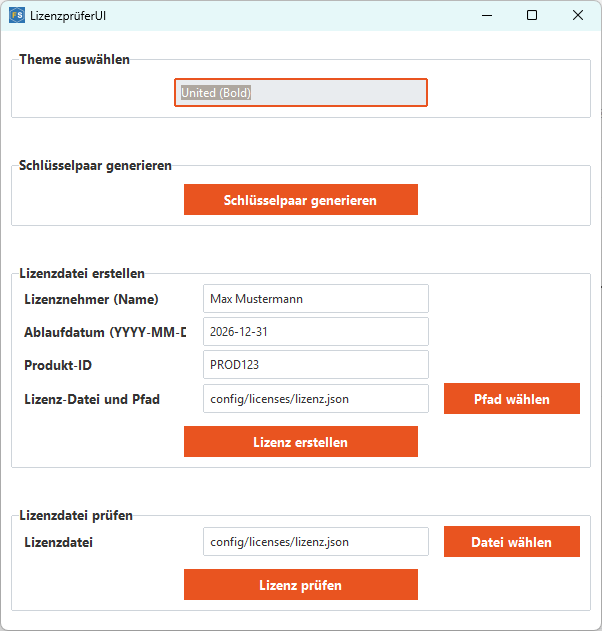 FS LizenzprüferUI
Theme auswählen
United (Bold)
Schlüsselpaar generieren
Schlüsselpaar generieren
Lizenzdatei erstellen
Lizenznehmer (Name) Max Mustermann
Ablaufdatum (YYYY-MM-D 2026-12-31
Produkt-ID PROD123
Lizenz-Datei und Pfad config/licenses/lizenz.json Pfad wählen
Lizenz erstellen
Lizenzdatei prüfen
Lizenzdatei config/licenses/lizenz.json Datei wählen
Lizenz prüfen